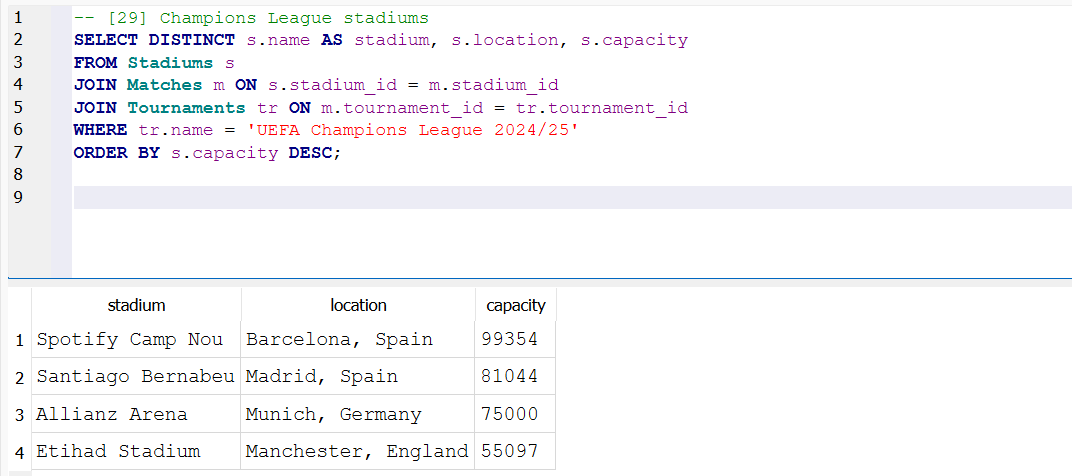 1 -- [29] Champions League stadiums
2 SELECT DISTINCT s.name AS stadium, s.location, s.capacity
3 FROM Stadiums s
4 JOIN Matches m ON s.stadium_id = m.stadium_id
5 JOIN Tournaments tr ON m.tournament_id = tr.tournament_id
6 WHERE tr.name = 'UEFA Champions League 2024/25'
7 ORDER BY s.capacity DESC;
8
9
stadium location capacity
1 Spotify Camp Nou Barcelona, Spain 99354
2 Santiago Bernabeu Madrid, Spain 81044
3 Allianz Arena Munich, Germany 75000
4 Etihad Stadium Manchester, England 55097